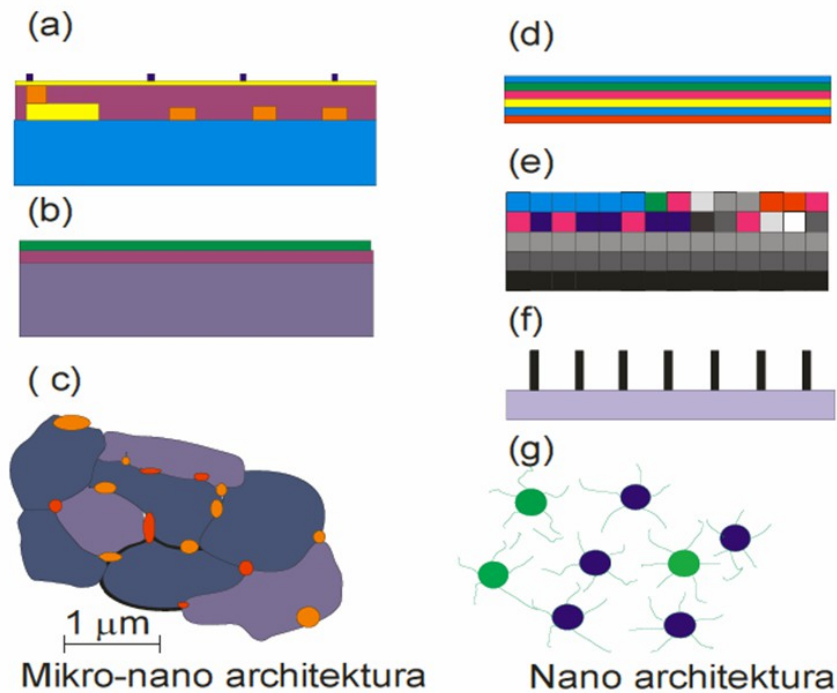 (a)
(b)
( c)
1 μm
Mikro-nano architektura
(d)
(e)
(f)
(g)
Nano architektura